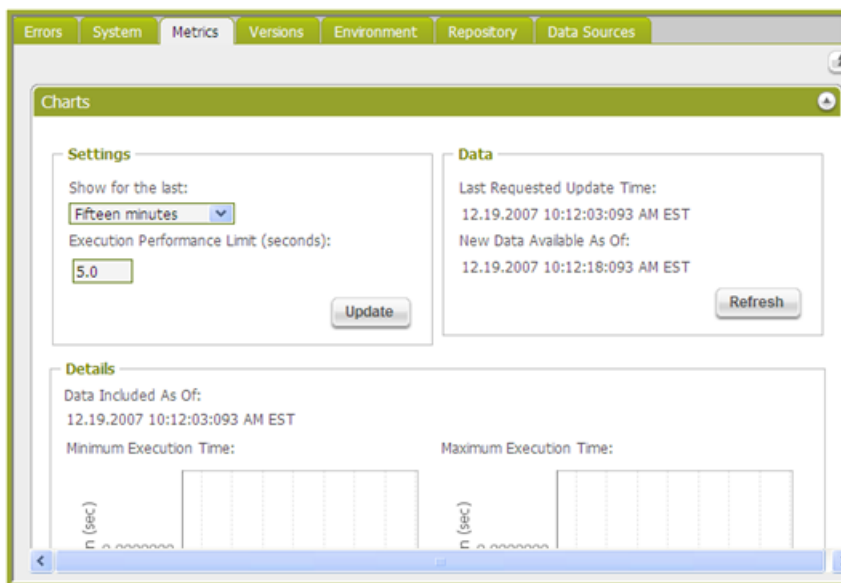 Errors System Metrics Versions Environment Repository Data Sources
Charts
Settings
Show for the last:
Fifteen minutes
Execution Performance Limit (seconds):
5.0
Update
Data
Last Requested Update Time:
12.19.2007 10:12:03:093 AM EST
New Data Available As Of:
12.19.2007 10:12:18:093 AM EST
Refresh
Details
Data Included As Of:
12.19.2007 10:12:03:093 AM EST
Minimum Execution Time:
(sec)
Maximum Execution Time:
(sec)